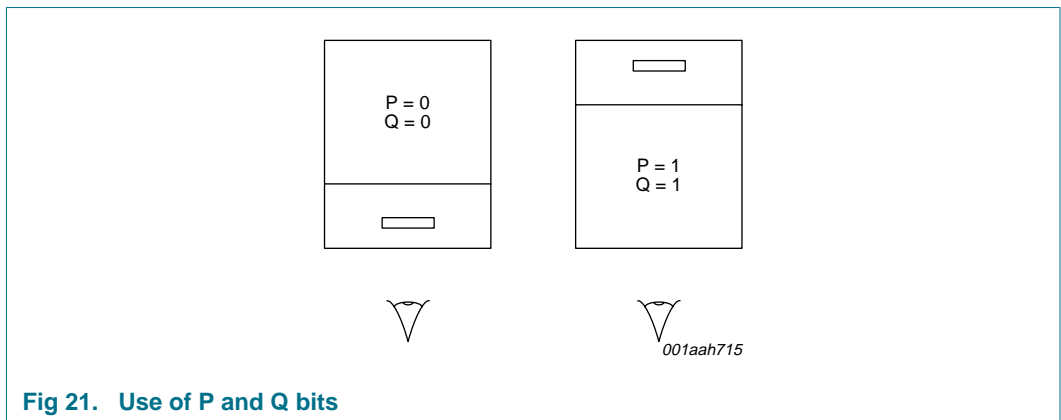 P = 0
Q = 0
P = 1
Q = 1
001aah715
Fig 21. Use of P and Q bits